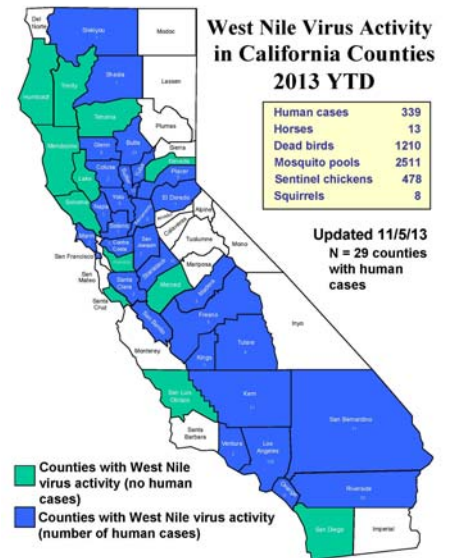 West Nile Virus Activity
in California Counties
2013 YTD
Human cases 339
Horses 13
Dead birds 1210
Mosquito pools 2511
Sentinel chickens 478
Squirrels 8
Updated 11/5/13
N = 29 counties
with human
cases
Del
Norte
Siskiyou
Modoc
Shasta
Lassen
Humboldt
Trinity
Tehama
Plumas
Mendocino
Glenn
Butte
Sierra
Nevada
Placer
Colusa
Lake
El Dorado
Sonoma
Napa
Yolo
Alpine
Solano
Marin
Calaveras
Tuolumne
Mono
Contra
Costa
San
Joaquin
San Francisco
San
Mateo
Mariposa
Stanislaus
Santa
Clara
Santa
Cruz
Merced
Madera
San Benito
Fresno
Inyo
Monterey
Kings
Tulare
San Luis
Obispo
Kern
San Bernardino
Santa
Barbara
Ventura
Los
Angeles
Orange
Riverside
San Diego
Imperial
Counties with West Nile
virus activity (no human
cases)
Counties with West Nile virus activity
(number of human cases)